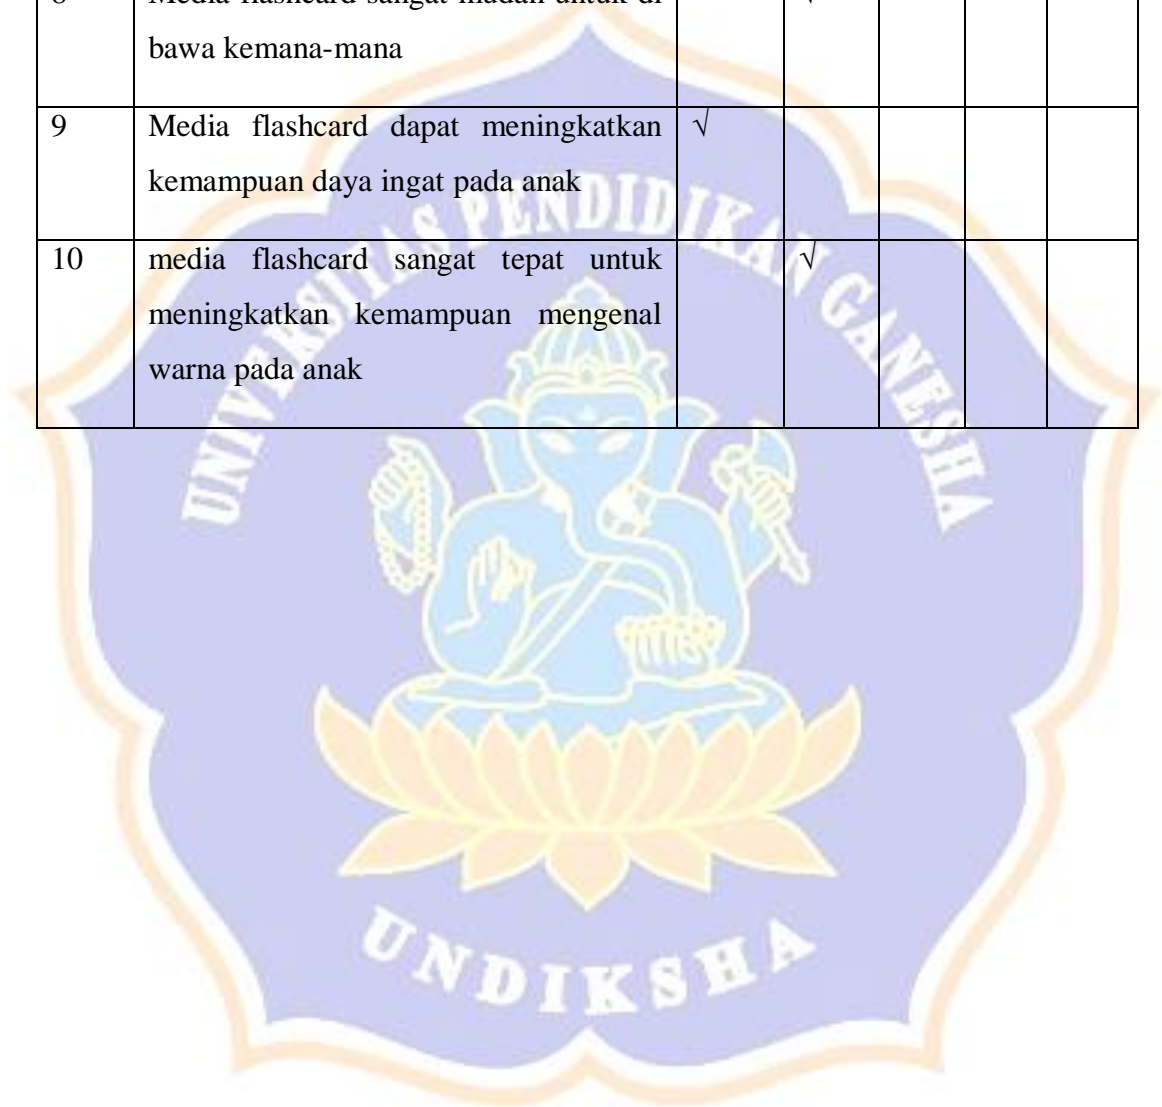 bawa kemana-mana
9 Media flashcard dapat meningkatkan √
kemampuan daya ingat pada anak
10 media flashcard sangat tepat untuk √
meningkatkan kemampuan mengenal
warna pada anak
UNIVERSITAS PENDIDIKAN GANESHA
UNDIKSHA